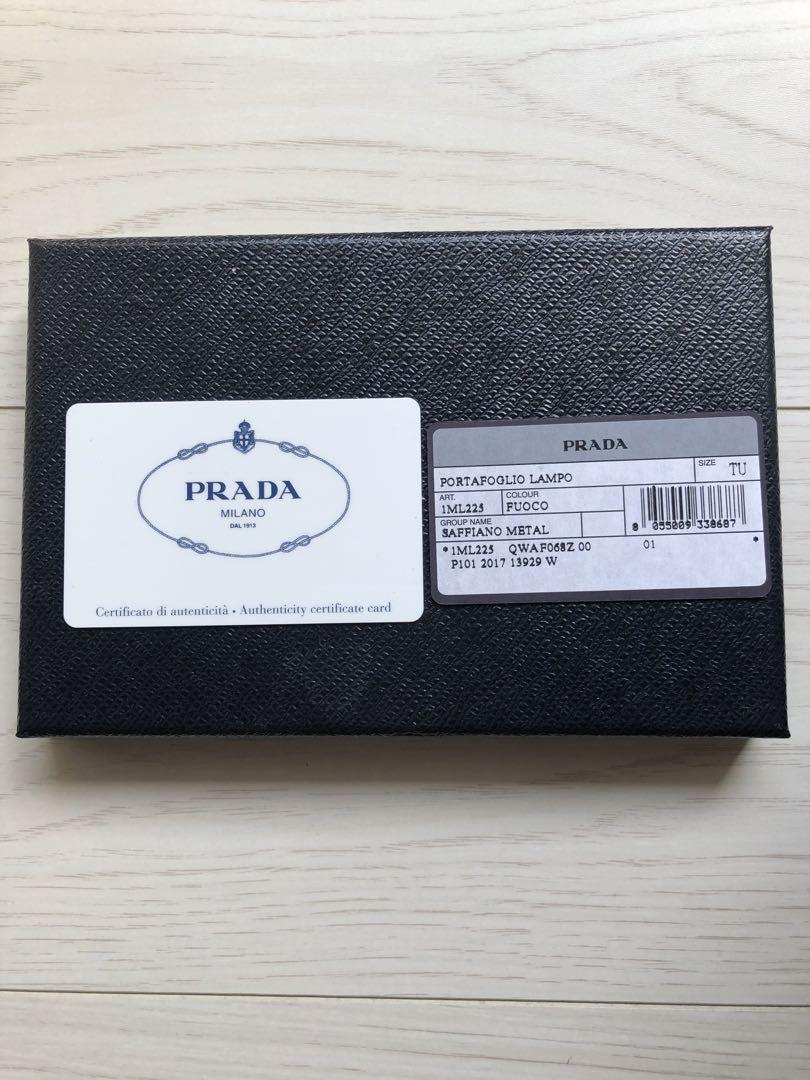 PRADA
MILANO
DAL 1913
Certificato di autenticità • Authenticity certificate card
PRADA
PORTAFOGLIO LAMPO
SIZE TU
ART. 1ML225
COLOUR FUOCO
GROUP NAME
SAFFIANO METAL
8 055009 338687
* 1ML225 QWAF068Z 00 01 *
P101 2017 13929 W